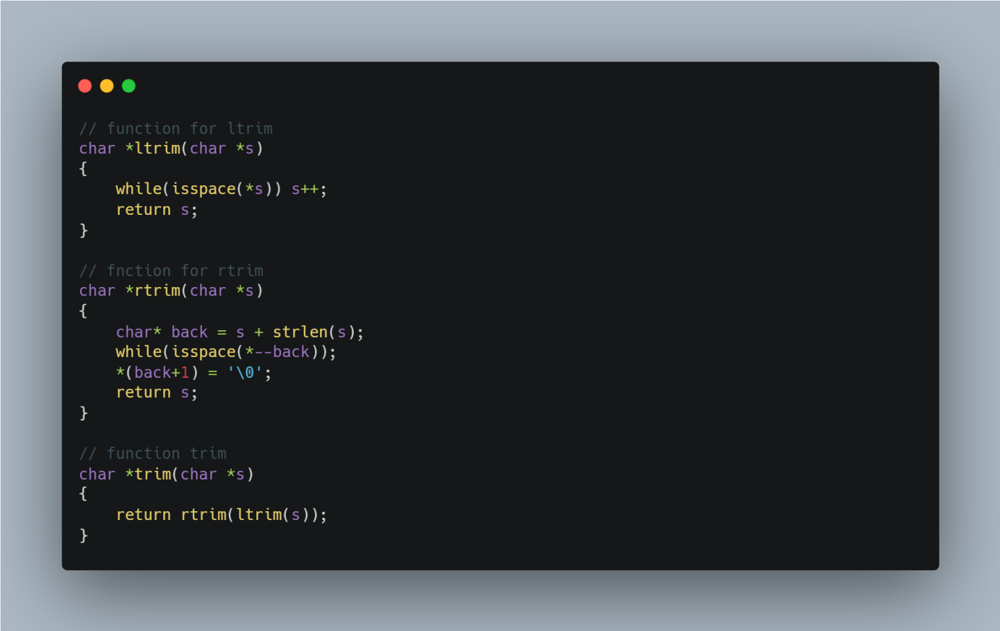 // function for ltrim
char *ltrim(char *s)
{
    while(isspace(*s)) s++;
    return s;
}

// fnction for rtrim
char *rtrim(char *s)
{
    char* back = s + strlen(s);
    while(isspace(*--back));
    *(back+1) = '\0';
    return s;
}

// function trim
char *trim(char *s)
{
    return rtrim(ltrim(s));
}